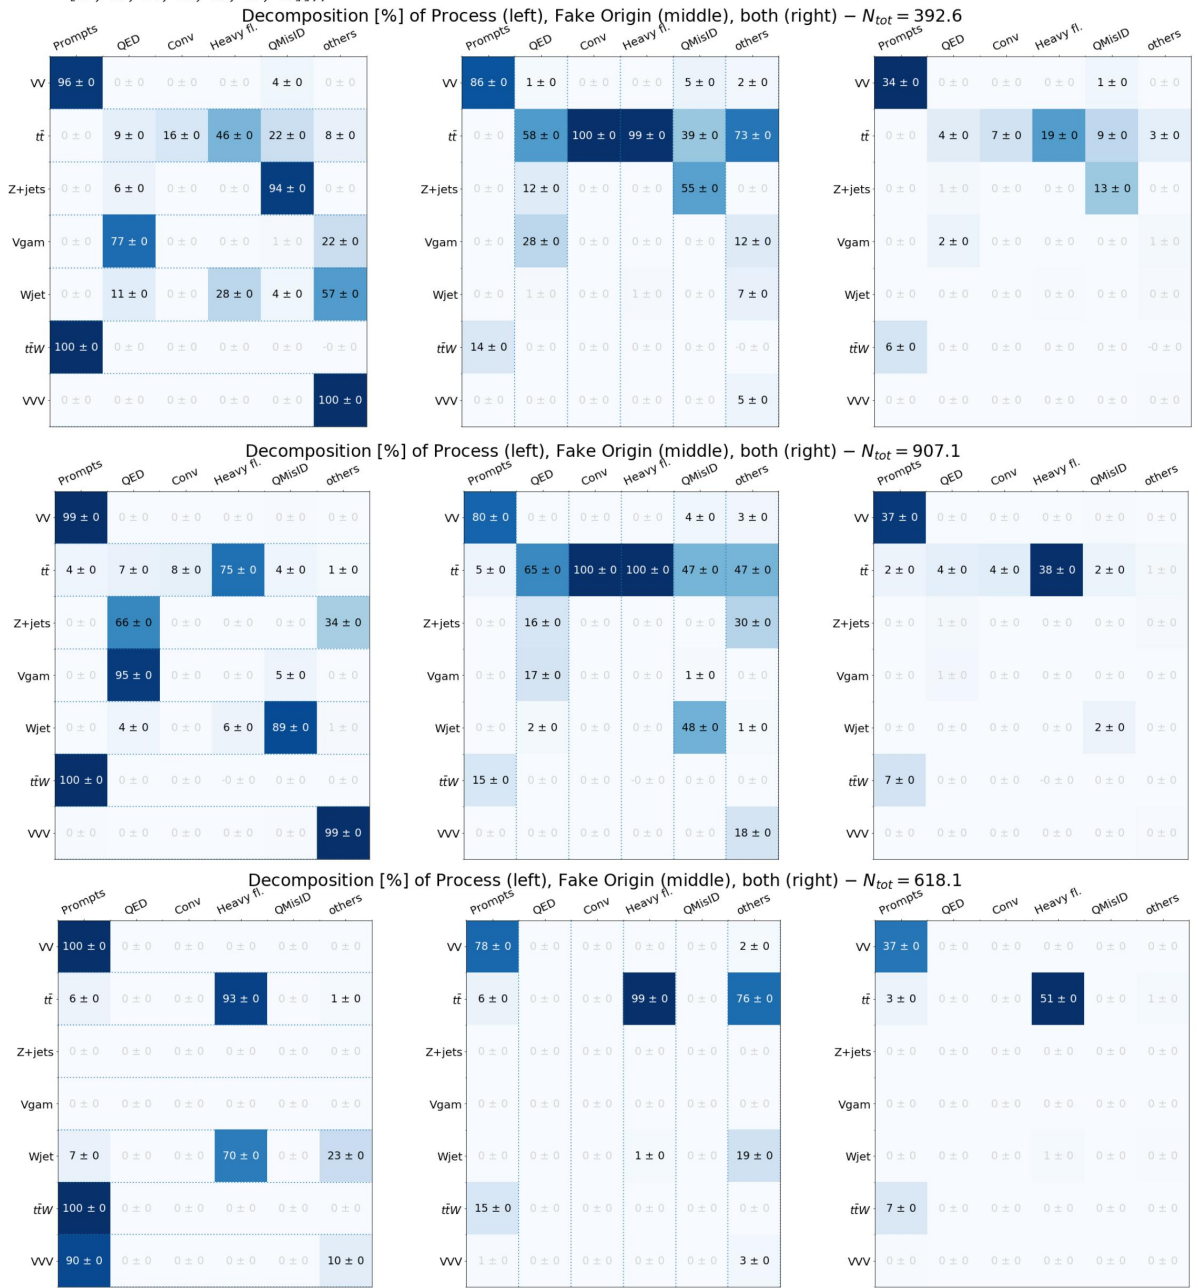 Decomposition [%] of Process (left), Fake Origin (middle), both (right) − N_tot = 392.6
Prompts QED Conv Heavy fl. QMisID others Prompts QED Conv Heavy fl. QMisID others Prompts QED Conv Heavy fl. QMisID others
VV 96 ± 0 0 ± 0 0 ± 0 0 ± 0 4 ± 0 0 ± 0 VV 86 ± 0 1 ± 0 0 ± 0 0 ± 0 5 ± 0 2 ± 0 VV 34 ± 0 0 ± 0 0 ± 0 0 ± 0 1 ± 0 0 ± 0
tt̄ 0 ± 0 9 ± 0 16 ± 0 46 ± 0 22 ± 0 8 ± 0 tt̄ 0 ± 0 58 ± 0 100 ± 0 99 ± 0 39 ± 0 73 ± 0 tt̄ 0 ± 0 4 ± 0 7 ± 0 19 ± 0 9 ± 0 3 ± 0
Z+jets 0 ± 0 6 ± 0 0 ± 0 0 ± 0 94 ± 0 0 ± 0 Z+jets 0 ± 0 12 ± 0 0 ± 0 0 ± 0 55 ± 0 0 ± 0 Z+jets 0 ± 0 1 ± 0 0 ± 0 0 ± 0 13 ± 0 0 ± 0
Vgam 0 ± 0 77 ± 0 0 ± 0 0 ± 0 1 ± 0 22 ± 0 Vgam 0 ± 0 28 ± 0 0 ± 0 0 ± 0 0 ± 0 12 ± 0 Vgam 0 ± 0 2 ± 0 0 ± 0 0 ± 0 0 ± 0 1 ± 0
Wjet 0 ± 0 11 ± 0 0 ± 0 28 ± 0 4 ± 0 57 ± 0 Wjet 0 ± 0 1 ± 0 0 ± 0 1 ± 0 0 ± 0 7 ± 0 Wjet 0 ± 0 0 ± 0 0 ± 0 0 ± 0 0 ± 0 0 ± 0
tt̄W 100 ± 0 0 ± 0 0 ± 0 0 ± 0 0 ± 0 -0 ± 0 tt̄W 14 ± 0 0 ± 0 0 ± 0 0 ± 0 0 ± 0 -0 ± 0 tt̄W 6 ± 0 0 ± 0 0 ± 0 0 ± 0 0 ± 0 -0 ± 0
VVV 0 ± 0 0 ± 0 0 ± 0 0 ± 0 0 ± 0 100 ± 0 VVV 0 ± 0 0 ± 0 0 ± 0 0 ± 0 0 ± 0 5 ± 0 VVV 0 ± 0 0 ± 0 0 ± 0 0 ± 0 0 ± 0 0 ± 0
Decomposition [%] of Process (left), Fake Origin (middle), both (right) − N_tot = 907.1
Prompts QED Conv Heavy fl. QMisID others Prompts QED Conv Heavy fl. QMisID others Prompts QED Conv Heavy fl. QMisID others
VV 99 ± 0 0 ± 0 0 ± 0 0 ± 0 0 ± 0 0 ± 0 VV 80 ± 0 0 ± 0 0 ± 0 0 ± 0 4 ± 0 3 ± 0 VV 37 ± 0 0 ± 0 0 ± 0 0 ± 0 0 ± 0 0 ± 0
tt̄ 4 ± 0 7 ± 0 8 ± 0 75 ± 0 4 ± 0 1 ± 0 tt̄ 5 ± 0 65 ± 0 100 ± 0 100 ± 0 47 ± 0 47 ± 0 tt̄ 2 ± 0 4 ± 0 4 ± 0 38 ± 0 2 ± 0 1 ± 0
Z+jets 0 ± 0 66 ± 0 0 ± 0 0 ± 0 0 ± 0 34 ± 0 Z+jets 0 ± 0 16 ± 0 0 ± 0 0 ± 0 0 ± 0 30 ± 0 Z+jets 0 ± 0 1 ± 0 0 ± 0 0 ± 0 0 ± 0 0 ± 0
Vgam 0 ± 0 95 ± 0 0 ± 0 0 ± 0 5 ± 0 0 ± 0 Vgam 0 ± 0 17 ± 0 0 ± 0 0 ± 0 1 ± 0 0 ± 0 Vgam 0 ± 0 1 ± 0 0 ± 0 0 ± 0 0 ± 0 0 ± 0
Wjet 0 ± 0 4 ± 0 0 ± 0 6 ± 0 89 ± 0 1 ± 0 Wjet 0 ± 0 2 ± 0 0 ± 0 0 ± 0 48 ± 0 1 ± 0 Wjet 0 ± 0 0 ± 0 0 ± 0 0 ± 0 2 ± 0 0 ± 0
tt̄W 100 ± 0 0 ± 0 0 ± 0 -0 ± 0 0 ± 0 0 ± 0 tt̄W 15 ± 0 0 ± 0 0 ± 0 -0 ± 0 0 ± 0 0 ± 0 tt̄W 7 ± 0 0 ± 0 0 ± 0 -0 ± 0 0 ± 0 0 ± 0
VVV 0 ± 0 0 ± 0 0 ± 0 0 ± 0 0 ± 0 99 ± 0 VVV 0 ± 0 0 ± 0 0 ± 0 0 ± 0 0 ± 0 18 ± 0 VVV 0 ± 0 0 ± 0 0 ± 0 0 ± 0 0 ± 0 0 ± 0
Decomposition [%] of Process (left), Fake Origin (middle), both (right) − N_tot = 618.1
Prompts QED Conv Heavy fl. QMisID others Prompts QED Conv Heavy fl. QMisID others Prompts QED Conv Heavy fl. QMisID others
VV 100 ± 0 0 ± 0 0 ± 0 0 ± 0 0 ± 0 0 ± 0 VV 78 ± 0 0 ± 0 0 ± 0 0 ± 0 0 ± 0 2 ± 0 VV 37 ± 0 0 ± 0 0 ± 0 0 ± 0 0 ± 0 0 ± 0
tt̄ 6 ± 0 0 ± 0 0 ± 0 93 ± 0 0 ± 0 1 ± 0 tt̄ 6 ± 0 0 ± 0 0 ± 0 99 ± 0 0 ± 0 76 ± 0 tt̄ 3 ± 0 0 ± 0 0 ± 0 51 ± 0 0 ± 0 1 ± 0
Z+jets 0 ± 0 0 ± 0 0 ± 0 0 ± 0 0 ± 0 0 ± 0 Z+jets 0 ± 0 0 ± 0 0 ± 0 0 ± 0 0 ± 0 0 ± 0 Z+jets 0 ± 0 0 ± 0 0 ± 0 0 ± 0 0 ± 0 0 ± 0
Vgam 0 ± 0 0 ± 0 0 ± 0 0 ± 0 0 ± 0 0 ± 0 Vgam 0 ± 0 0 ± 0 0 ± 0 0 ± 0 0 ± 0 0 ± 0 Vgam 0 ± 0 0 ± 0 0 ± 0 0 ± 0 0 ± 0 0 ± 0
Wjet 7 ± 0 0 ± 0 0 ± 0 70 ± 0 0 ± 0 23 ± 0 Wjet 0 ± 0 0 ± 0 0 ± 0 1 ± 0 0 ± 0 19 ± 0 Wjet 0 ± 0 0 ± 0 0 ± 0 1 ± 0 0 ± 0 0 ± 0
tt̄W 100 ± 0 0 ± 0 0 ± 0 0 ± 0 0 ± 0 0 ± 0 tt̄W 15 ± 0 0 ± 0 0 ± 0 0 ± 0 0 ± 0 0 ± 0 tt̄W 7 ± 0 0 ± 0 0 ± 0 0 ± 0 0 ± 0 0 ± 0
VVV 90 ± 0 0 ± 0 0 ± 0 0 ± 0 0 ± 0 10 ± 0 VVV 1 ± 0 0 ± 0 0 ± 0 0 ± 0 0 ± 0 3 ± 0 VVV 0 ± 0 0 ± 0 0 ± 0 0 ± 0 0 ± 0 0 ± 0